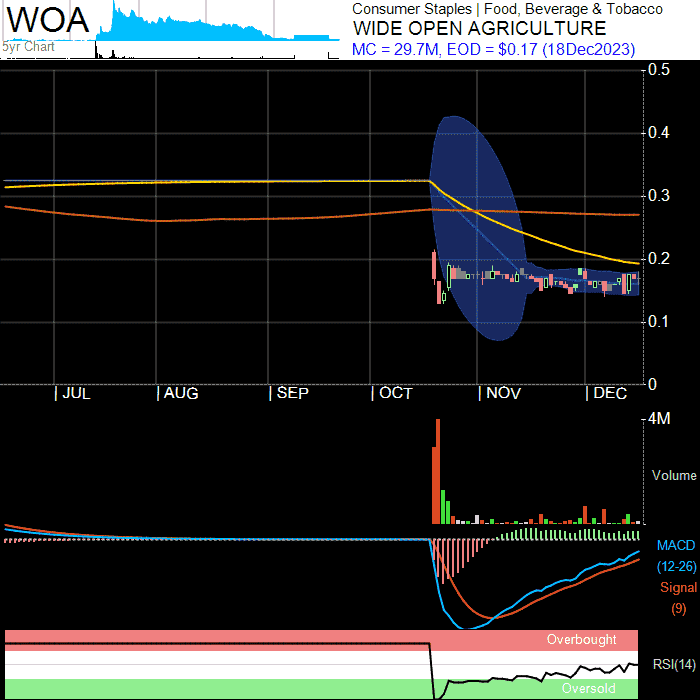 WOA
5yr Chart
Consumer Staples | Food, Beverage & Tobacco
WIDE OPEN AGRICULTURE
MC = 29.7M, EOD = $0.17 (18Dec2023)
0.5
0.4
0.3
0.2
0.1
0
| JUL | AUG | SEP | OCT | NOV | DEC
4M
Volume
MACD
(12-26)
Signal
(9)
Overbought
RSI(14)
Oversold